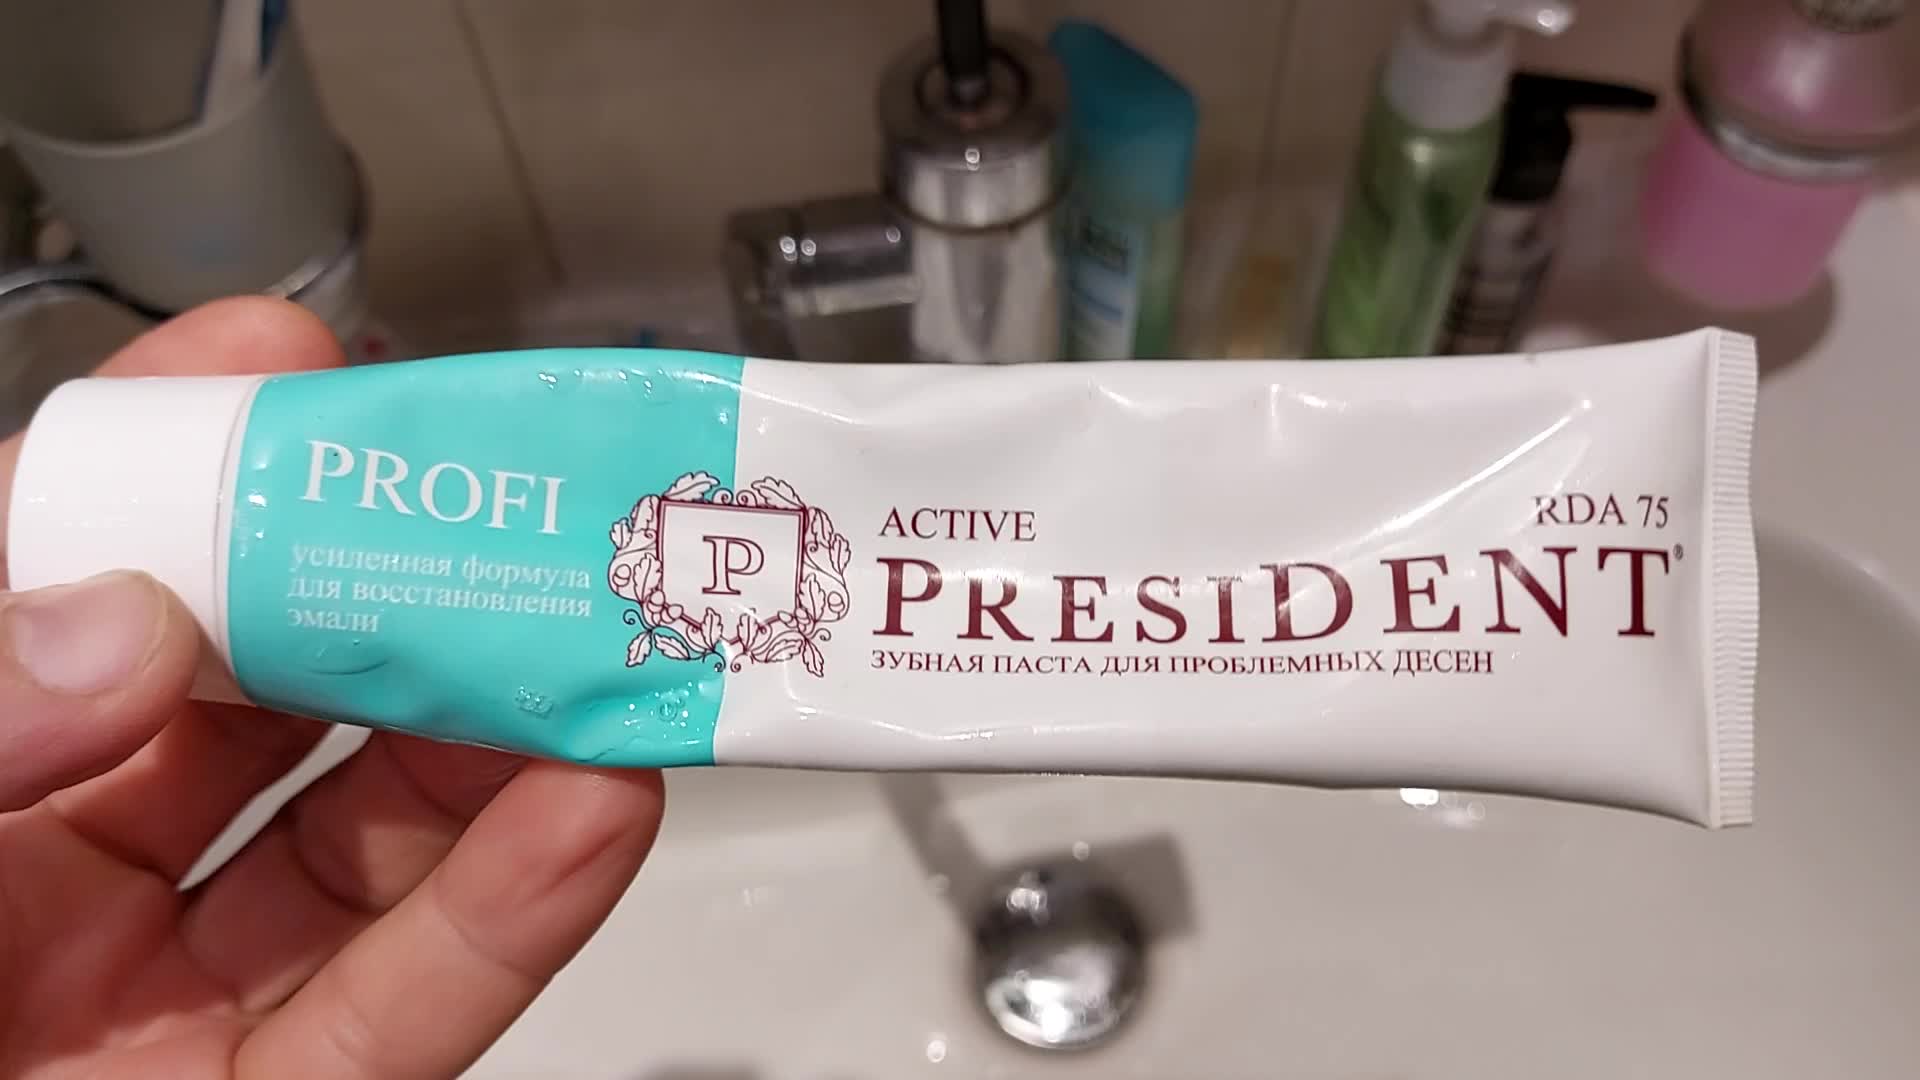 PROFI
усиленная формула
для восстановления
эмали
P
ACTIVE
RDA 75
PRESIDENT®
ЗУБНАЯ ПАСТА ДЛЯ ПРОБЛЕМНЫХ ДЕСЕН